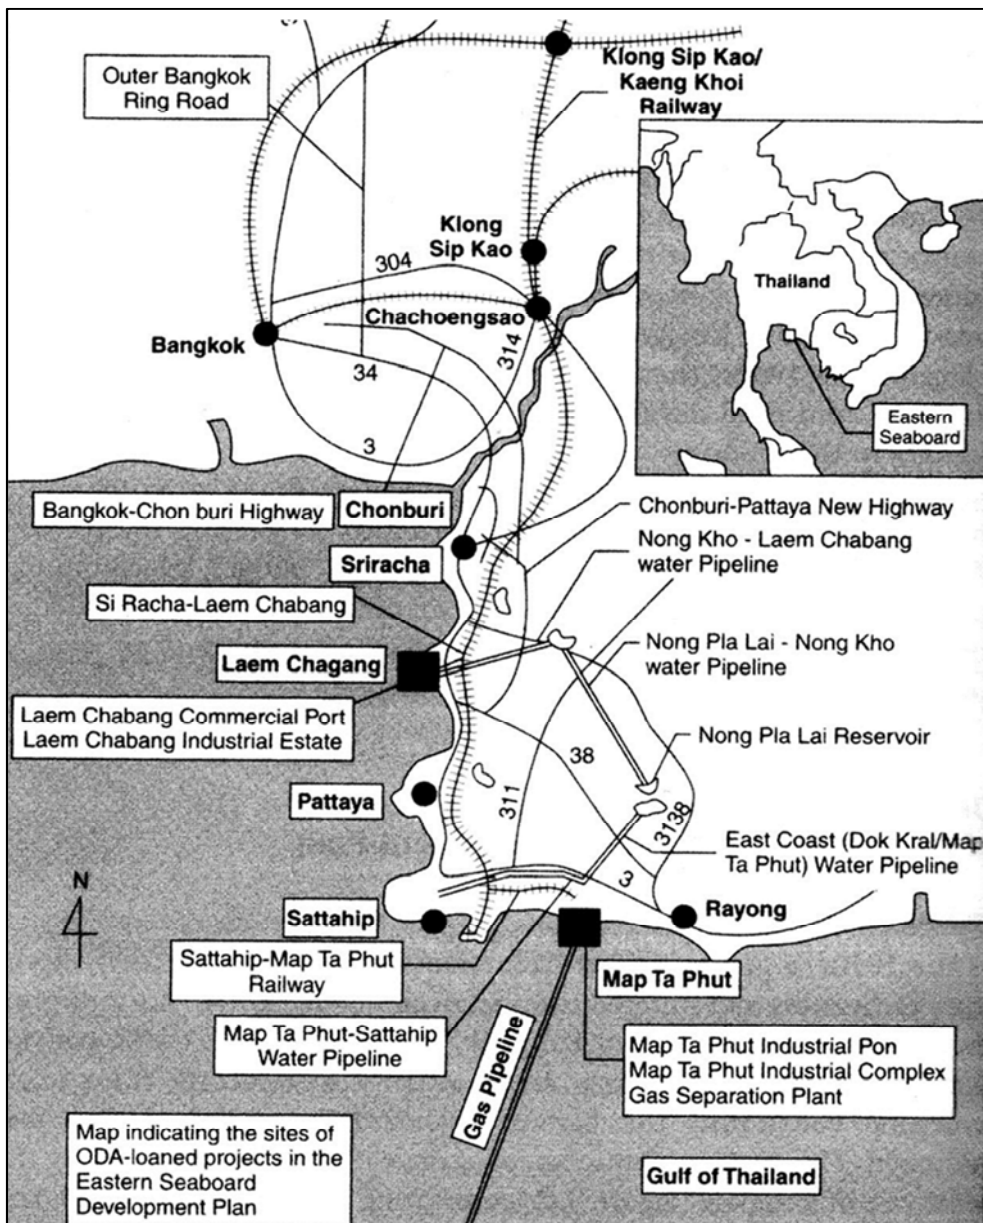 Outer Bangkok
Ring Road
Klong Sip Kao/
Kaeng Khoi
Railway
Klong
Sip Kao
304
Chachoengsao
Bangkok
34
314
3
Thailand
Eastern
Seaboard
Bangkok-Chon buri Highway
Chonburi
Chonburi-Pattaya New Highway
Sriracha
Nong Kho - Laem Chabang
water Pipeline
Si Racha-Laem Chabang
Laem Chagang
Nong Pla Lai - Nong Kho
water Pipeline
Laem Chabang Commercial Port
Laem Chabang Industrial Estate
38
Nong Pla Lai Reservoir
Pattaya
311
3138
East Coast (Dok Kral/Map
Ta Phut) Water Pipeline
3
N
Sattahip
Rayong
Sattahip-Map Ta Phut
Railway
Map Ta Phut
Map Ta Phut-Sattahip
Water Pipeline
Gas Pipeline
Map Ta Phut Industrial Pon
Map Ta Phut Industrial Complex
Gas Separation Plant
Map indicating the sites of
ODA-loaned projects in the
Eastern Seaboard
Development Plan
Gulf of Thailand